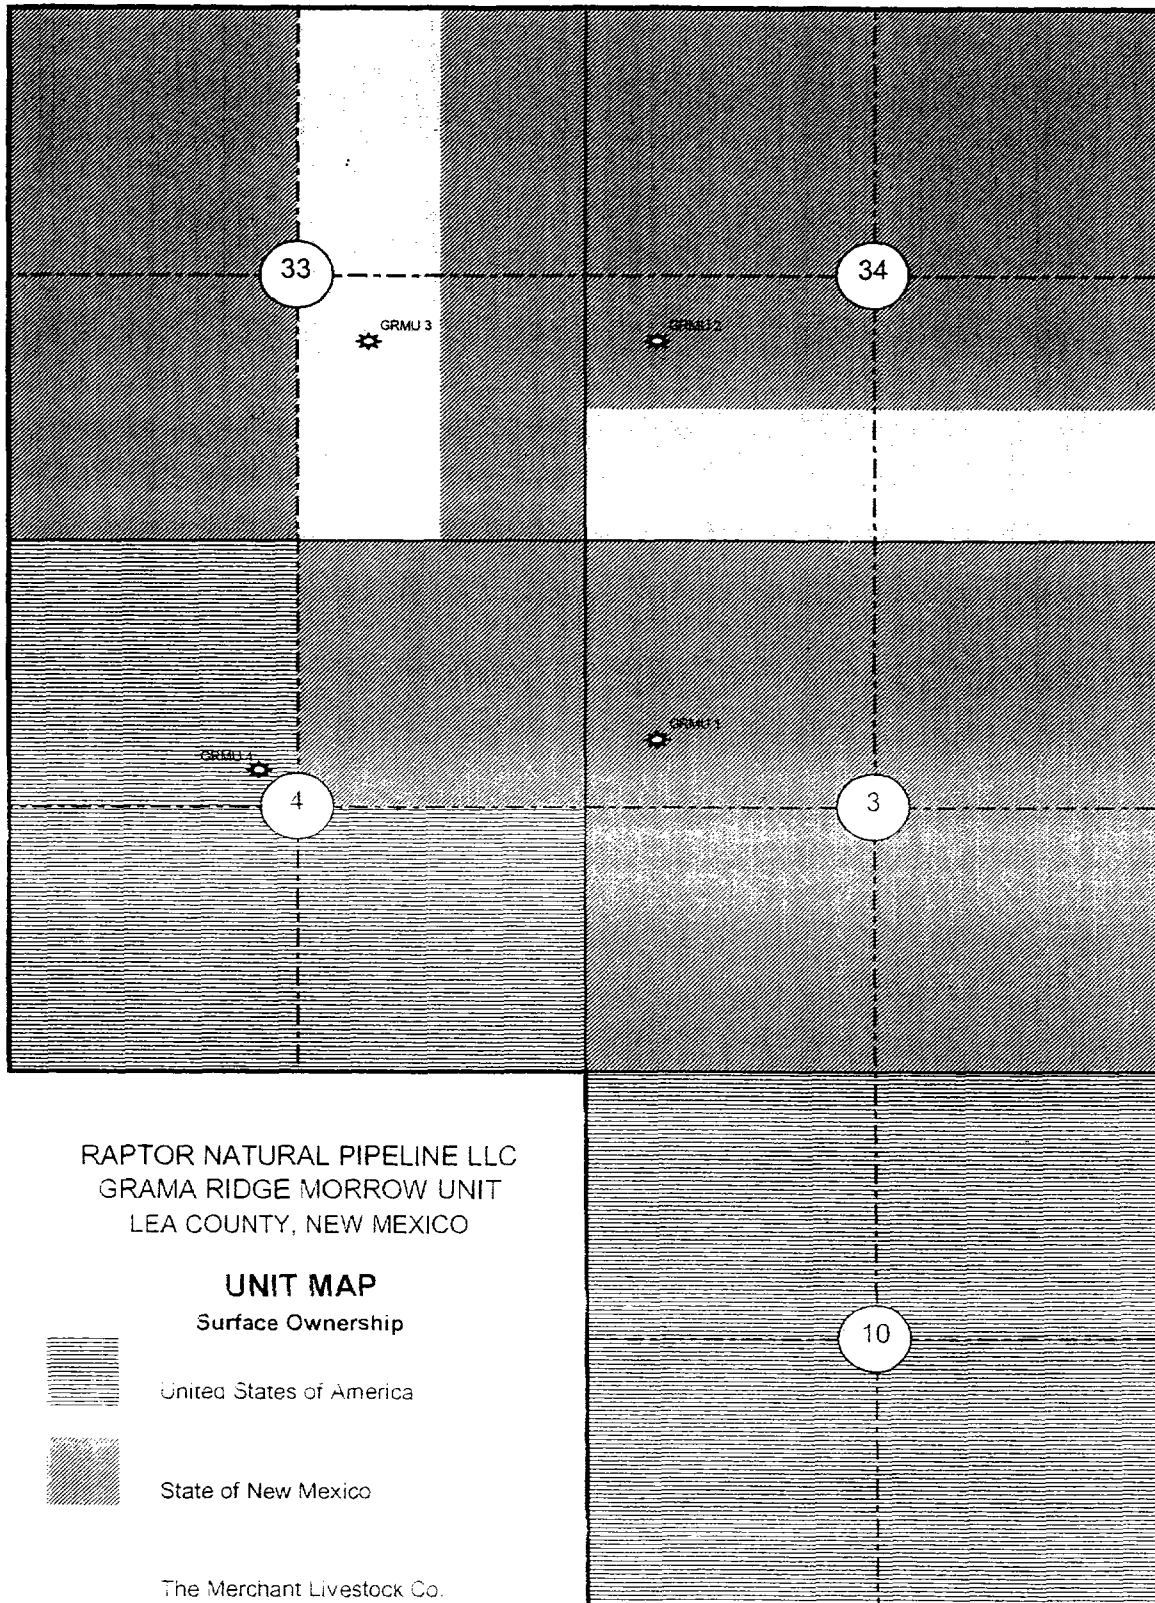 33
34
GRMU 3
GRMU 2
GRMU 1
GRMU 4
4
3
RAPTOR NATURAL PIPELINE LLC
GRAMA RIDGE MORROW UNIT
LEA COUNTY, NEW MEXICO
UNIT MAP
Surface Ownership
10
United States of America
State of New Mexico
The Merchant Livestock Co.